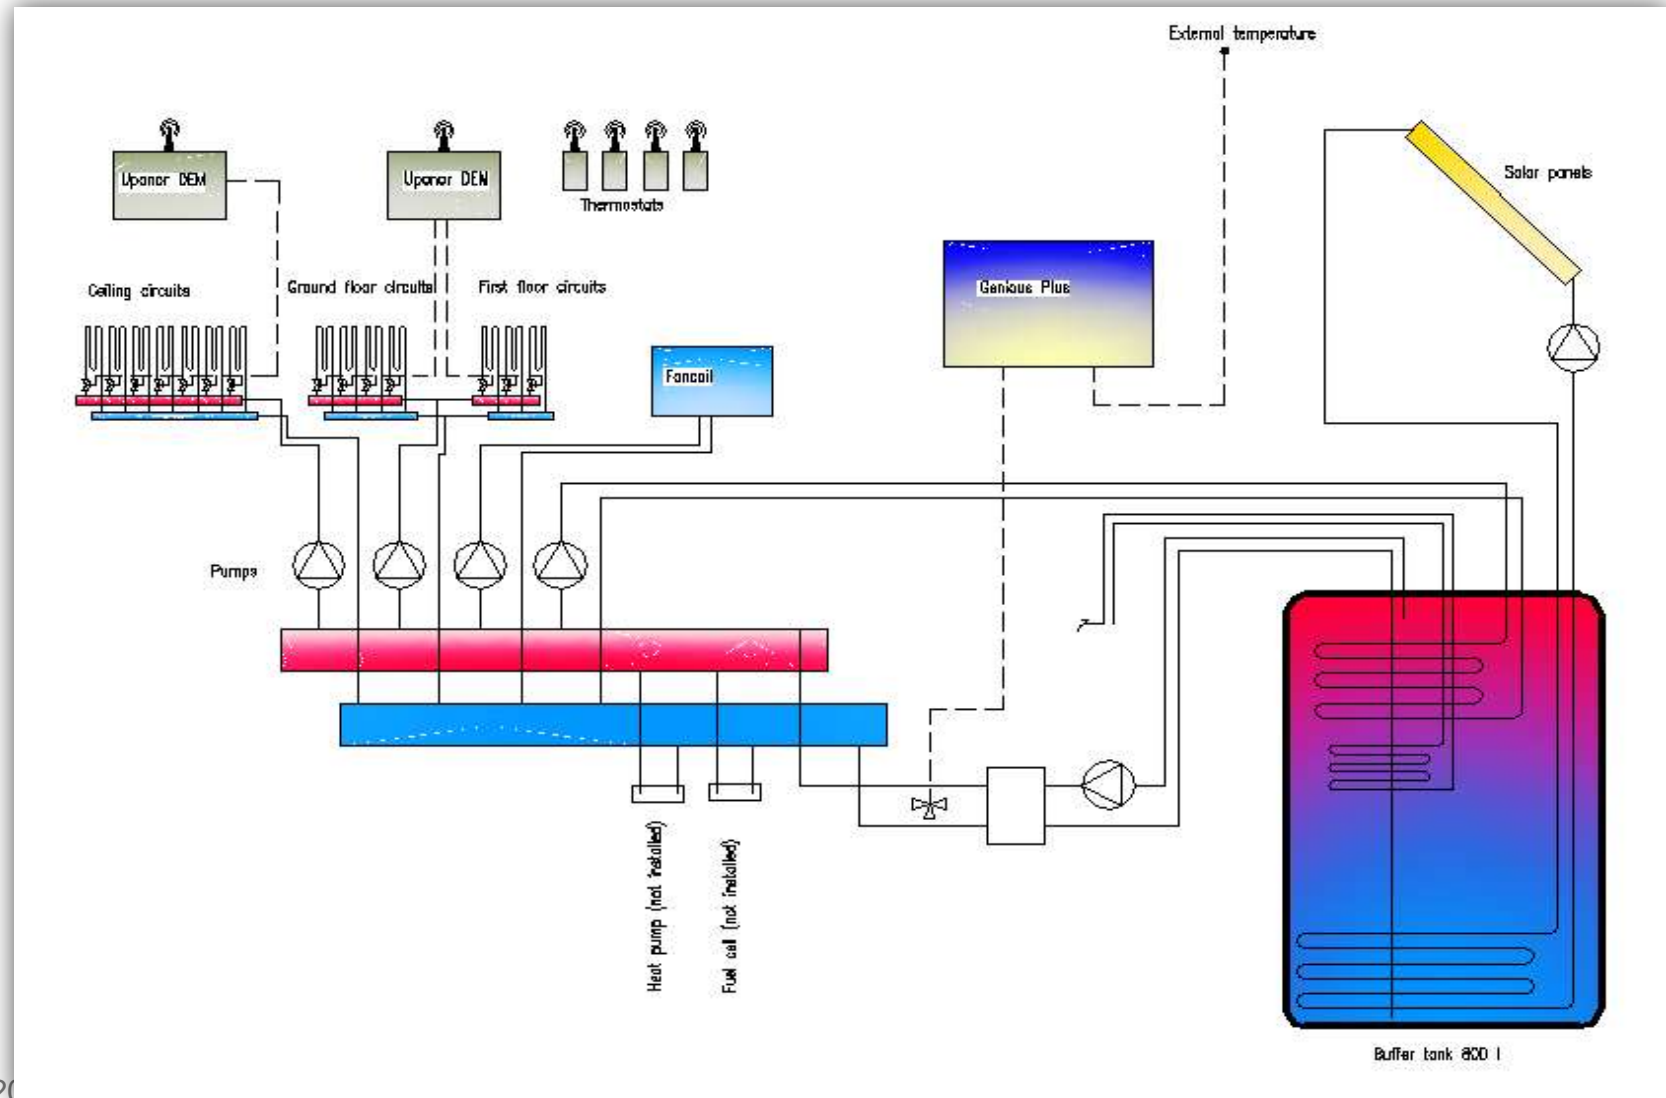 External temperature
Solar panels
Uponor DEM
Uponor DEM
Thermostats
Ceiling circuits
Ground floor circuits
First floor circuits
Genious Plus
Fancoil
Pumps
Heat pump (not installed)
Fuel cell (not installed)
Buffer tank 800 l